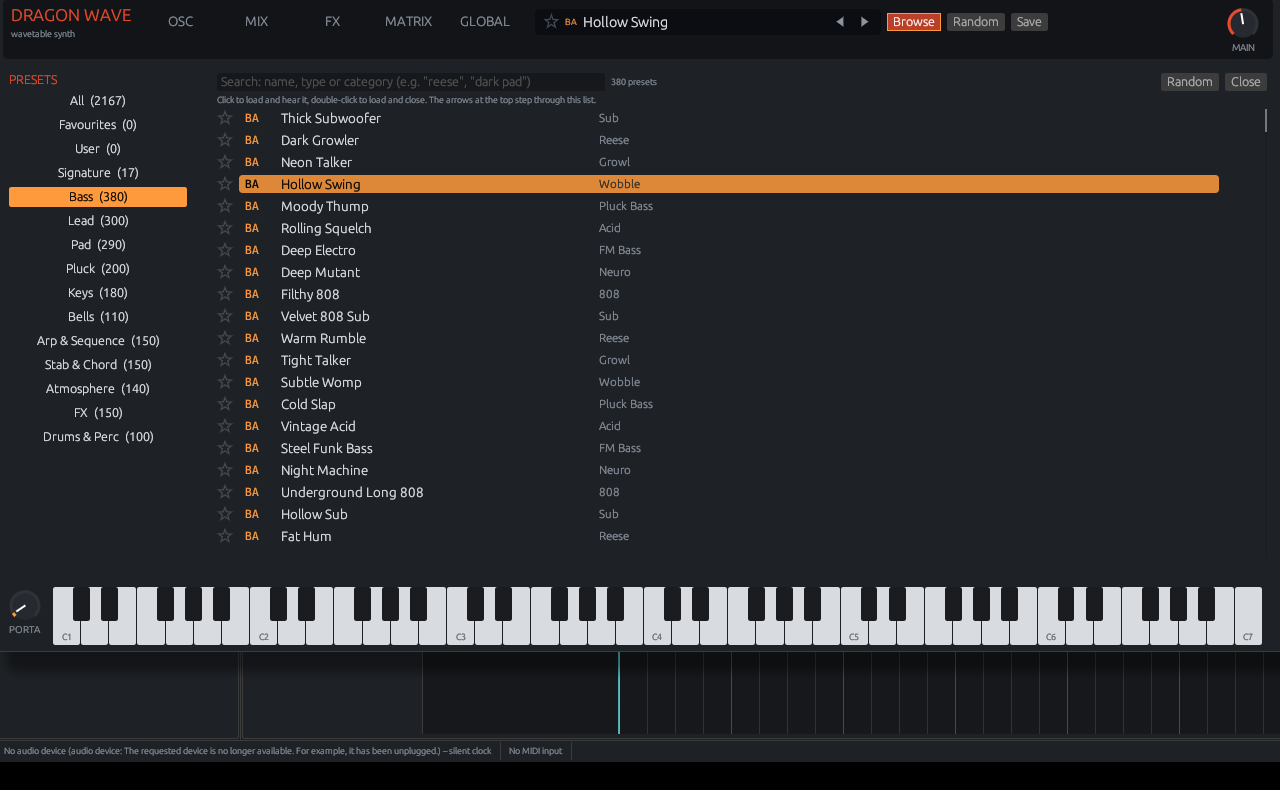 DRAGON WAVE
wavetable synth
OSC MIX FX MATRIX GLOBAL
BA Hollow Swing
Browse Random Save
MAIN
PRESETS
All (2167)
Favourites (0)
User (0)
Signature (17)
Bass (380)
Lead (300)
Pad (290)
Pluck (200)
Keys (180)
Bells (110)
Arp & Sequence (150)
Stab & Chord (150)
Atmosphere (140)
FX (150)
Drums & Perc (100)
Search: name, type or category (e.g. "reese", "dark pad") 380 presets
Random Close
Click to load and hear it, double-click to load and close. The arrows at the top step through this list.
BA Thick Subwoofer Sub
BA Dark Growler Reese
BA Neon Talker Growl
BA Hollow Swing Wobble
BA Moody Thump Pluck Bass
BA Rolling Squelch Acid
BA Deep Electro FM Bass
BA Deep Mutant Neuro
BA Filthy 808 808
BA Velvet 808 Sub Sub
BA Warm Rumble Reese
BA Tight Talker Growl
BA Subtle Womp Wobble
BA Cold Slap Pluck Bass
BA Vintage Acid Acid
BA Steel Funk Bass FM Bass
BA Night Machine Neuro
BA Underground Long 808 808
BA Hollow Sub Sub
BA Fat Hum Reese
PORTA
C1 C2 C3 C4 C5 C6 C7
No audio device (audio device: The requested device is no longer available. For example, it has been unplugged.) – silent clock No MIDI input